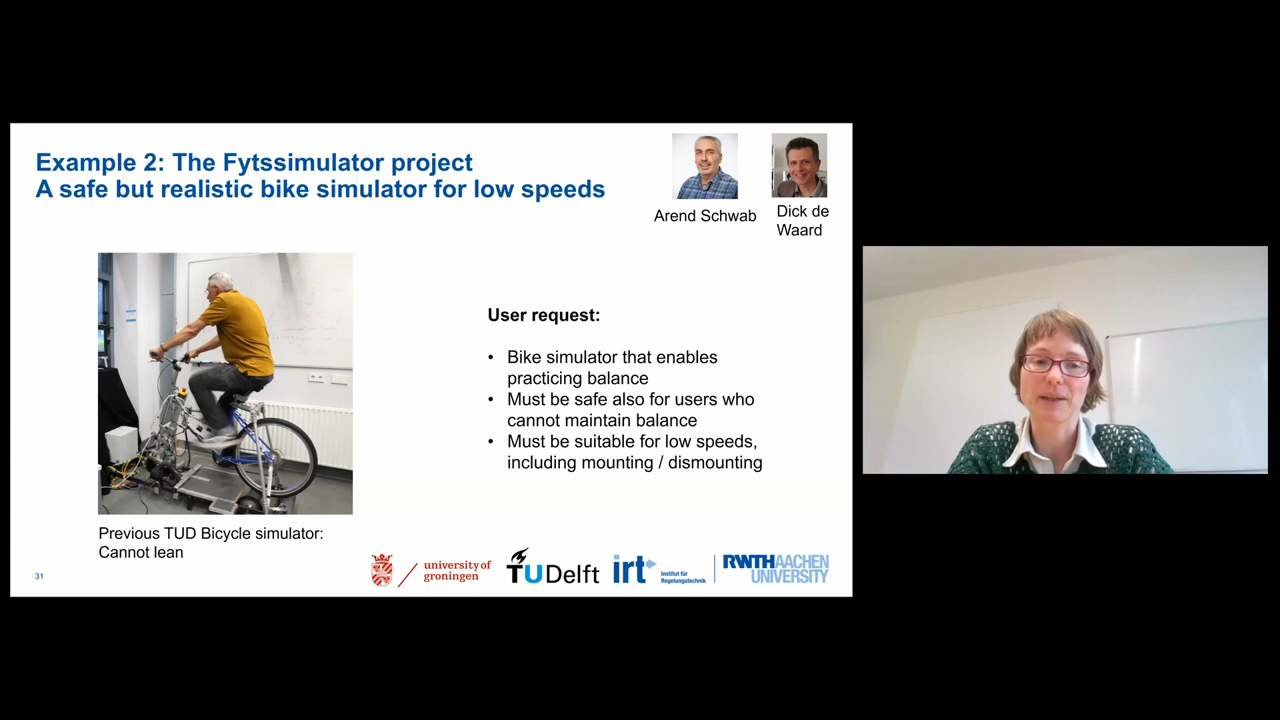 Example 2: The Fytssimulator project
A safe but realistic bike simulator for low speeds
Arend Schwab
Dick de
Waard
User request:
• Bike simulator that enables
practicing balance
• Must be safe also for users who
cannot maintain balance
• Must be suitable for low speeds,
including mounting / dismounting
Previous TUD Bicycle simulator:
Cannot lean
31
university of
groningen
TUDelft
irt
Institut für
Regelungstechnik
RWTHAACHEN
UNIVERSITY